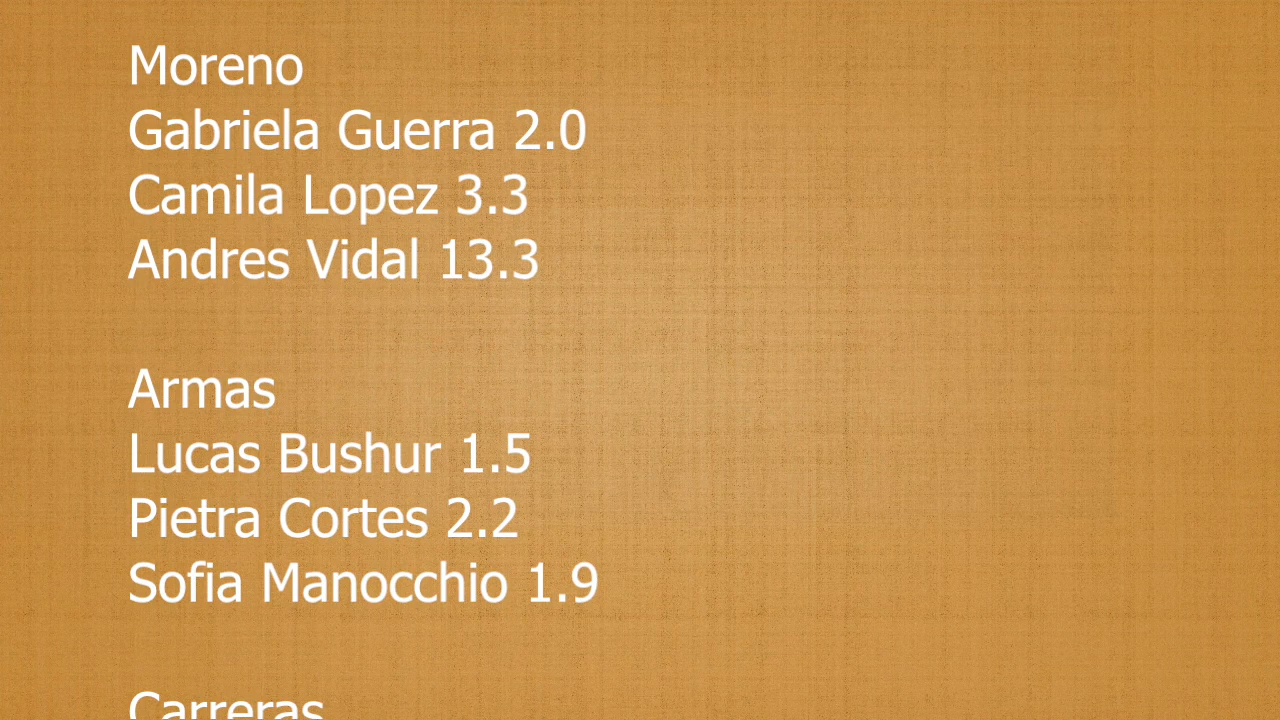 Moreno
Gabriela Guerra 2.0
Camila Lopez 3.3
Andres Vidal 13.3
Armas
Lucas Bushur 1.5
Pietra Cortes 2.2
Sofia Manocchio 1.9
Carreras